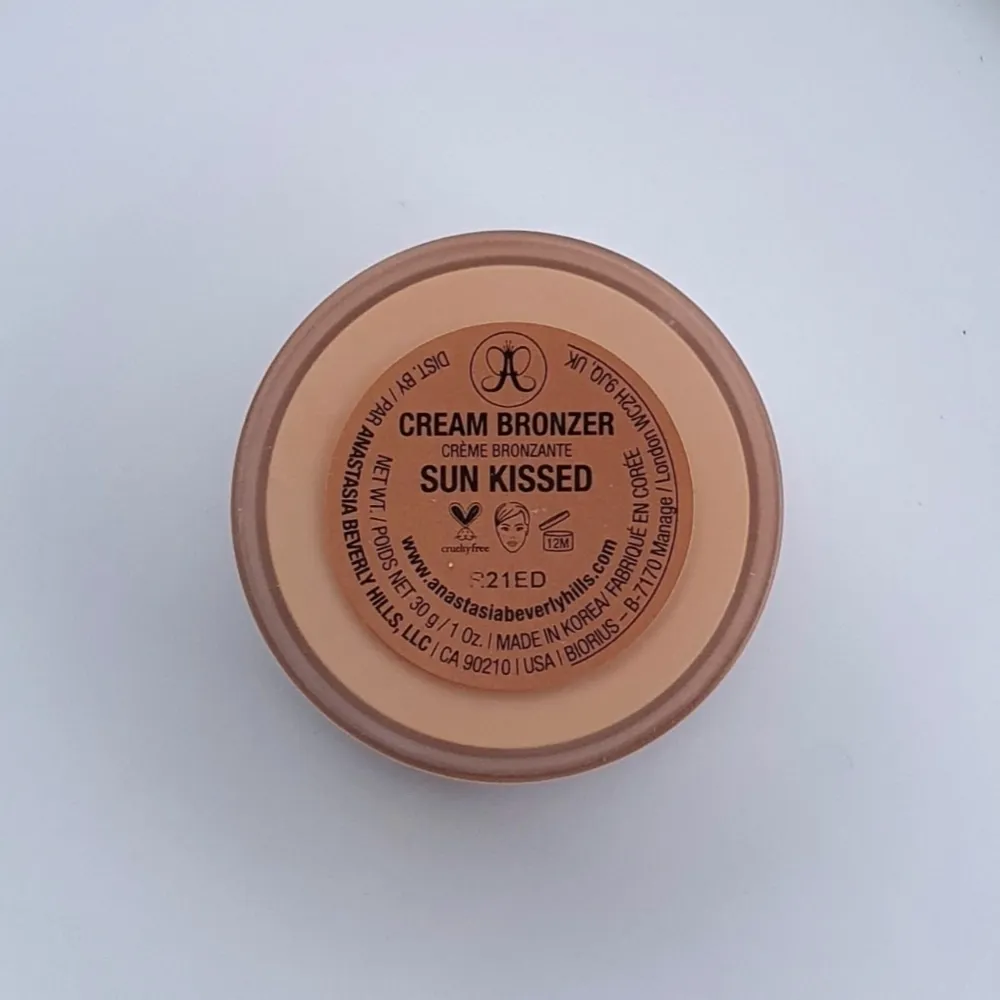 CREAM BRONZER
CRÈME BRONZANTE
SUN KISSED
crueltyfree
12M
21ED
www.anastasiabeverlyhills.com
NET WT. / POIDS NET 30 g / 1 oz. | MADE IN KOREA/ FABRIQUÉ EN CORÉE
DIST. BY / PAR ANASTASIA BEVERLY HILLS, LLC | CA 90210 | USA | BIORIUS – B-7170 Manage / London WC2H 9JQ, UK